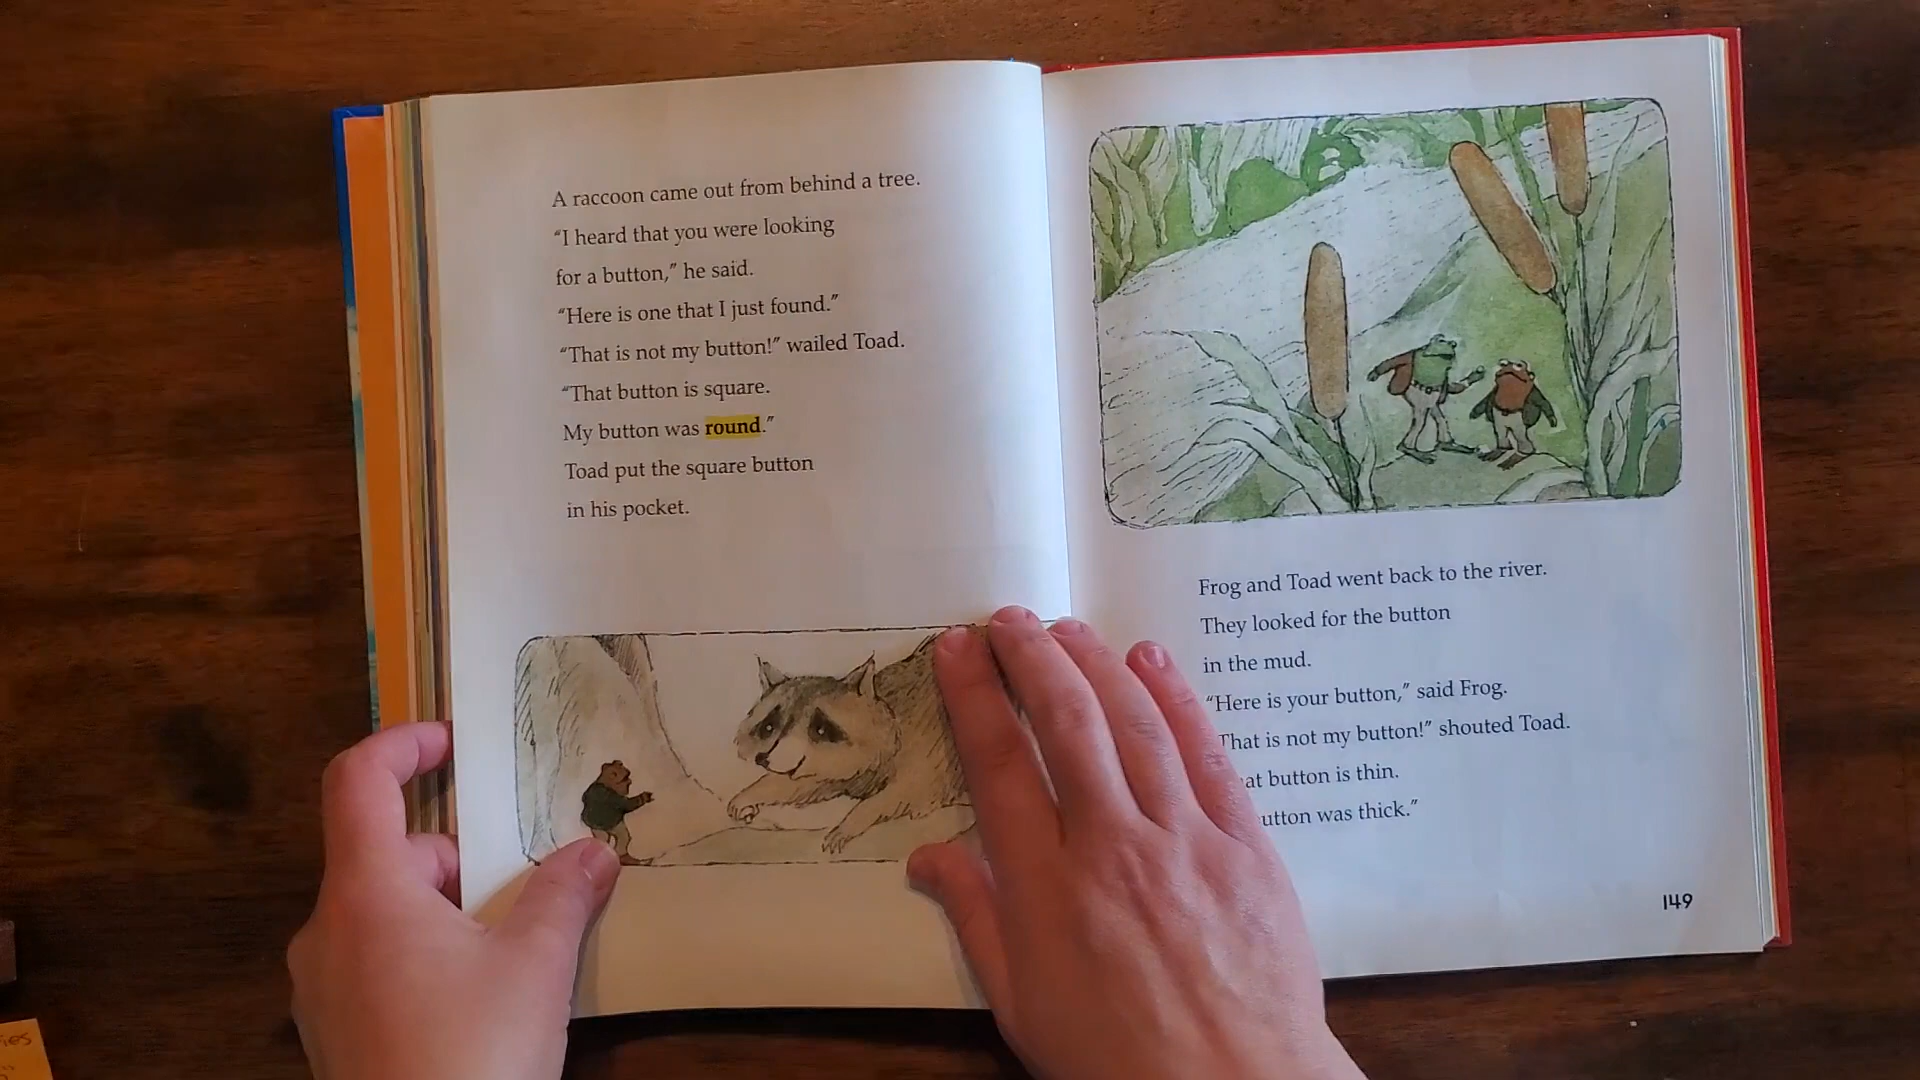 A raccoon came out from behind a tree.
“I heard that you were looking
for a button,” he said.
“Here is one that I just found.”
“That is not my button!” wailed Toad.
“That button is square.
My button was round.”
Toad put the square button
in his pocket.
Frog and Toad went back to the river.
They looked for the button
in the mud.
“Here is your button,” said Frog.
That is not my button!” shouted Toad.
button is thin.
was thick.”
149